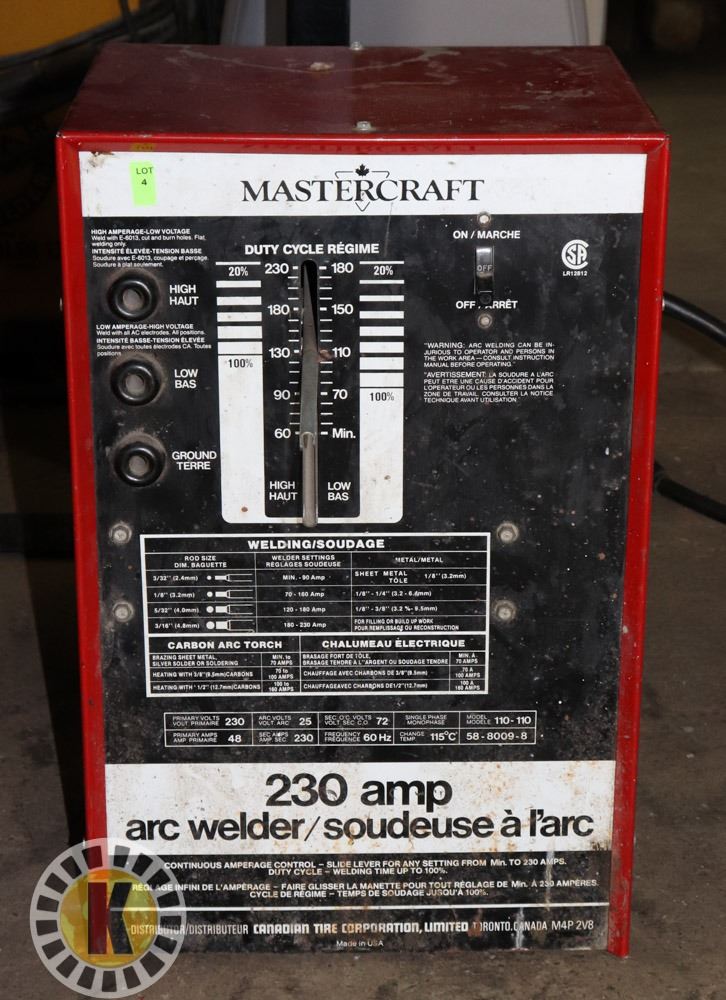 LOT
4
MASTERCRAFT
HIGH AMPERAGE-LOW VOLTAGE
Weld with E-6013, cut and burn holes. Flat
welding only.
INTENSITÉ ÉLEVÉE-TENSION BASSE
Soudure avec E-6013, coupage et perçage.
Soudure à plat seulement.
HIGH
HAUT
LOW AMPERAGE-HIGH VOLTAGE
Weld with all AC electrodes. All positions.
INTENSITÉ BASSE-TENSION ÉLEVÉE
Soudure avec toutes électrodes CA. Toutes
positions
LOW
BAS
GROUND
TERRE
DUTY CYCLE RÉGIME
20% 230 180 20%
180 150
130 110
100%
90 70 100%
60 Min.
HIGH LOW
HAUT BAS
ON / MARCHE
OFF
OFF / ARRÊT
CSA
LR12812
"WARNING: ARC WELDING CAN BE IN-
JURIOUS TO OPERATOR AND PERSONS IN
THE WORK AREA — CONSULT INSTRUCTION
MANUAL BEFORE OPERATING."
"AVERTISSEMENT: LA SOUDURE A L'ARC
PEUT ETRE UNE CAUSE D'ACCIDENT POUR
L'OPERATEUR OU LES PERSONNES DANS LA
ZONE DE TRAVAIL. CONSULTER LA NOTICE
TECHNIQUE AVANT UTILISATION."
WELDING/SOUDAGE
ROD SIZE WELDER SETTINGS METAL/METAL
DIM. BAGUETTE REGLAGES SOUDEUSE
3/32" (2.4mm) MIN. - 90 Amp SHEET METAL TÔLE 1/8" (3.2mm)
1/8" (3.2mm) 70 - 160 Amp 1/8" - 1/4" (3.2 - 6.4mm)
5/32" (4.0mm) 120 - 180 Amp 1/8" - 3/8" (3.2 - 9.5mm)
3/16" (4.8mm) 180 - 230 Amp FOR FILLING OR BUILD UP WORK
POUR REMPLISSAGE OU RECONSTRUCTION
CARBON ARC TORCH CHALUMEAU ÉLECTRIQUE
BRAZING SHEET METAL, MIN. to BRASAGE FORT DE TÔLE, MIN. A
SILVER SOLDER OR SOLDERING 70 AMPS BRASAGE TENDRE A L'ARGENT OU SOUDAGE TENDRE 70 AMPS
HEATING WITH 3/8"(9.5mm)CARBONS 70 to 100 AMPS CHAUFFAGE AVEC CHARBONS DE 3/8"(9.5mm) 70 A 100 AMPS
HEATING WITH 1/2" (12.7mm)CARBONS 100 to 160 AMPS CHAUFFAGE AVEC CHARBONS DE 1/2"(12.7mm) 100 A 160 AMPS
PRIMARY VOLTS 230 ARC VOLTS 25 SEC. O.C. VOLTS 72 SINGLE PHASE MODEL 110-110
VOLT. PRIMAIRE VOLT. ARC VOLT. SEC. C.O. MONOPHASE MODELE
PRIMARY AMPS 48 SEC AMPS 230 FREQUENCY 60 Hz CHANGE 115°C 58-8009-8
AMP. PRIMAIRE AMP. SEC FRÉQUENCE TEMP.
230 amp
arc welder/soudeuse à l'arc
CONTINUOUS AMPERAGE CONTROL – SLIDE LEVER FOR ANY SETTING FROM Min. TO 230 AMPS.
DUTY CYCLE – WELDING TIME UP TO 100%.
RÉGLAGE INFINI DE L'AMPÉRAGE – FAIRE GLISSER LA MANETTE POUR TOUT RÉGLAGE DE Min. À 230 AMPÈRES.
CYCLE DE RÉGIME – TEMPS DE SOUDAGE JUSQU'À 100%.
DISTRIBUTOR/DISTRIBUTEUR CANADIAN TIRE CORPORATION, LIMITED TORONTO, CANADA M4P 2V8
Made in USA
K